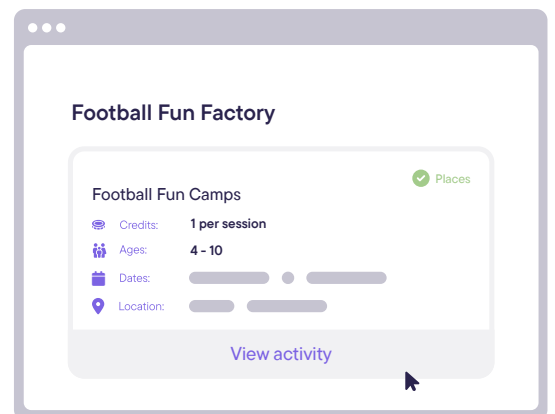 Football Fun Factory
Places
Football Fun Camps
Credits: 1 per session
Ages: 4 - 10
Dates:
Location:
View activity